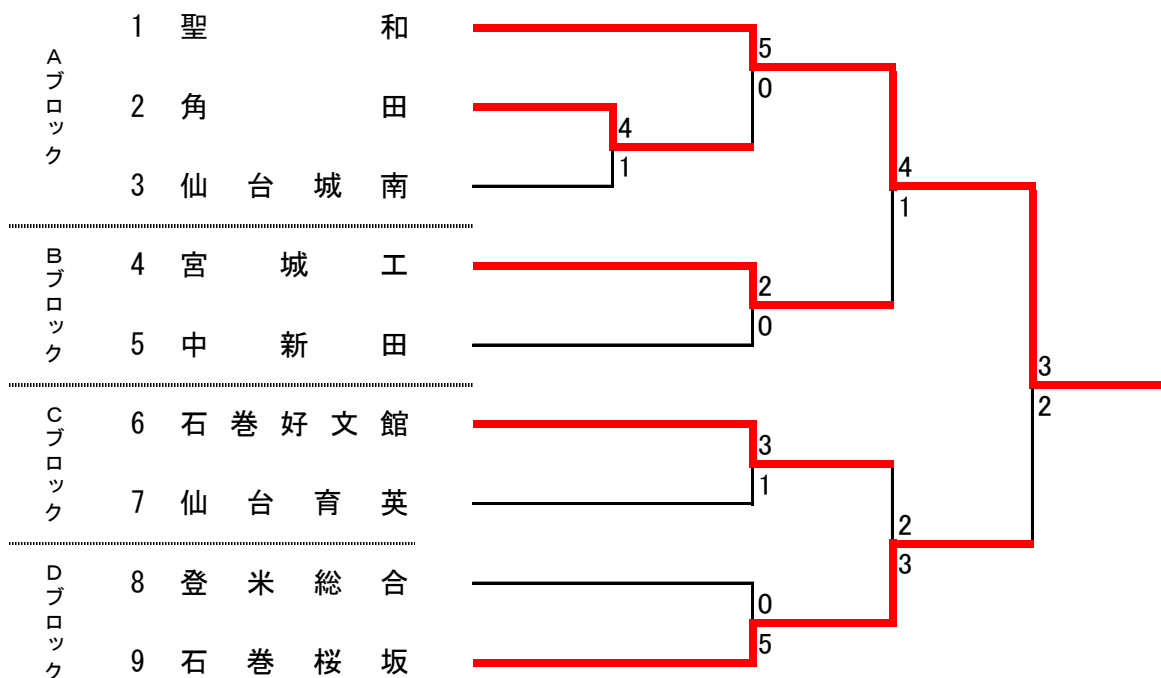 Aブロック
1 聖和
5
0
2 角田
4
1
3 仙台城南
4
1
Bブロック
4 宮城工
2
0
5 中新田
3
2
Cブロック
6 石巻好文館
3
1
7 仙台育英
2
3
Dブロック
8 登米総合
0
5
9 石巻桜坂